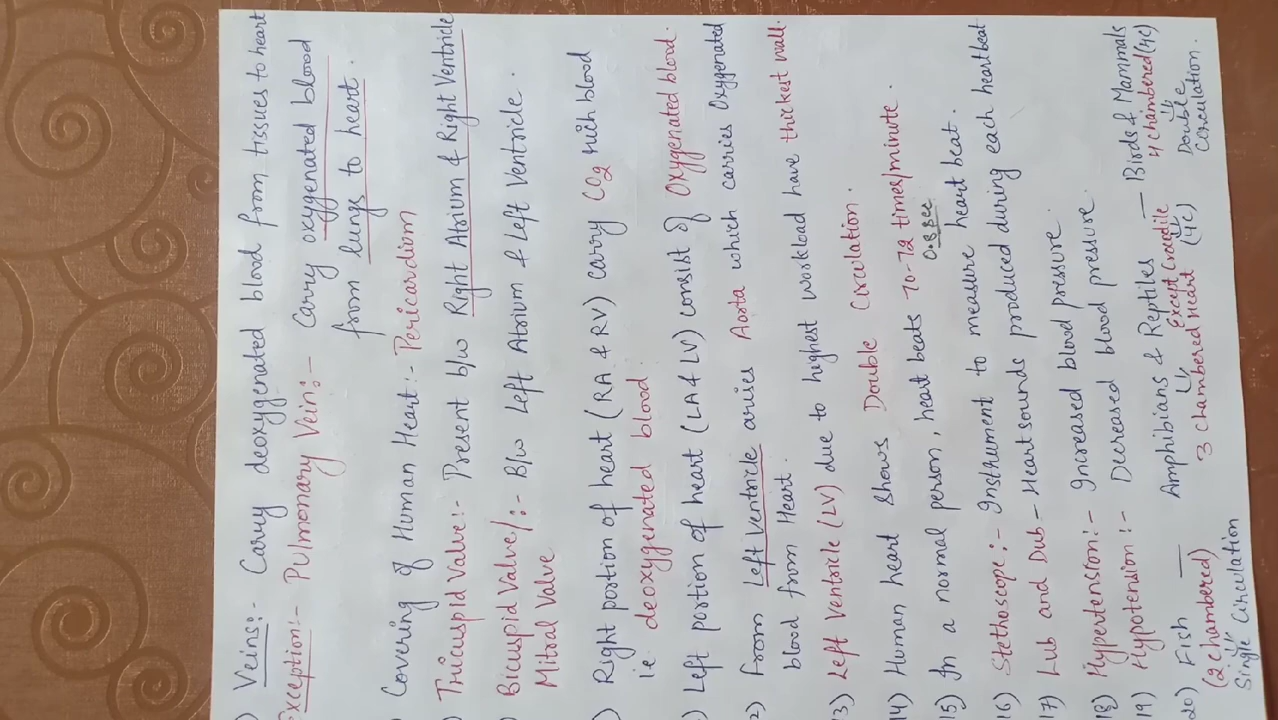 ) Veins:- Carry deoxygenated blood from tissues to heart
Exception:- Pulmonary Vein:- Carry oxygenated blood
from lungs to heart.
) Covering of Human Heart:- Pericardium
) Tricuspid Valve:- Present b/w Right Atrium & Right Ventricle
) Bicuspid Valve/:- B/w Left Atrium & Left Ventricle.
Mitral Valve
) Right portion of heart (RA & RV) carry CO2 rich blood
ie. deoxygenated blood.
) Left portion of heart (LA & LV) consist of Oxygenated blood.
2) From Left Ventricle arises Aorta which carries Oxygenated
blood from Heart.
3) Left Ventricle (LV) due to highest workload have thickest wall.
14) Human heart shows Double Circulation.
15) In a normal person, heart beats 70-72 times/minute.
0.8 sec
16) Stethoscope:- Instrument to measure heart beat.
17) Lub and Dub - Heart sounds produced during each heartbeat
18) Hypertension:- Increased blood pressure.
19) Hypotension:- Decreased blood pressure.
20) Fish — Amphibians & Reptiles — Birds & Mammals
(2 chambered) ⇓ Except Crocodile (4C) 4 chambered (4C)
⇓ 3 chambered Heart ⇓
Single Circulation Double
Circulation.